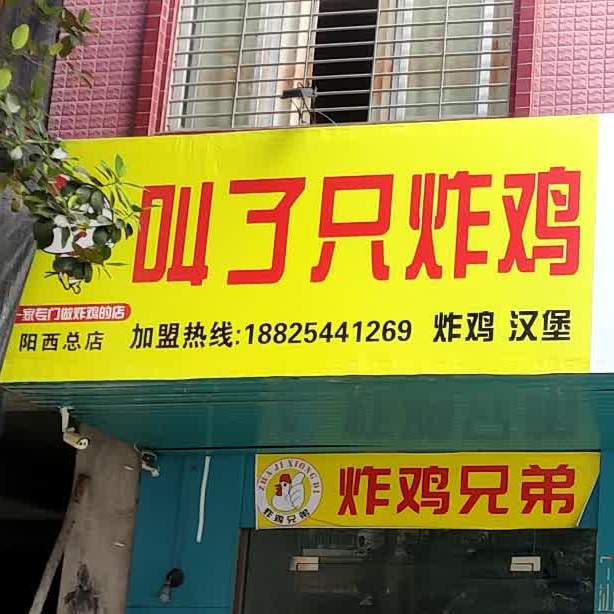 叫了只炸鸡
一家专门做炸鸡的店
阳西总店
加盟热线:18825441269 炸鸡 汉堡
ZHA JI XIONG DI
炸鸡兄弟
炸鸡兄弟